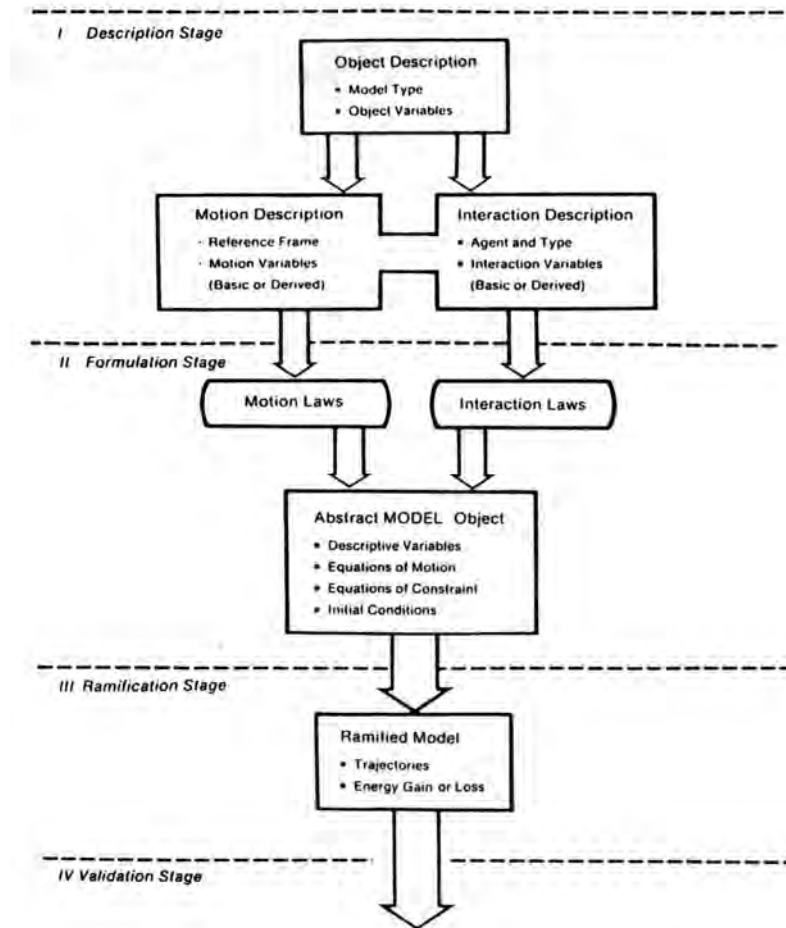 I Description Stage
Object Description
* Model Type
* Object Variables
Motion Description
· Reference Frame
· Motion Variables
(Basic or Derived)
Interaction Description
* Agent and Type
* Interaction Variables
(Basic or Derived)
II Formulation Stage
Motion Laws
Interaction Laws
Abstract MODEL Object
* Descriptive Variables
* Equations of Motion
* Equations of Constraint
* Initial Conditions
III Ramification Stage
Ramified Model
* Trajectories
* Energy Gain or Loss
IV Validation Stage